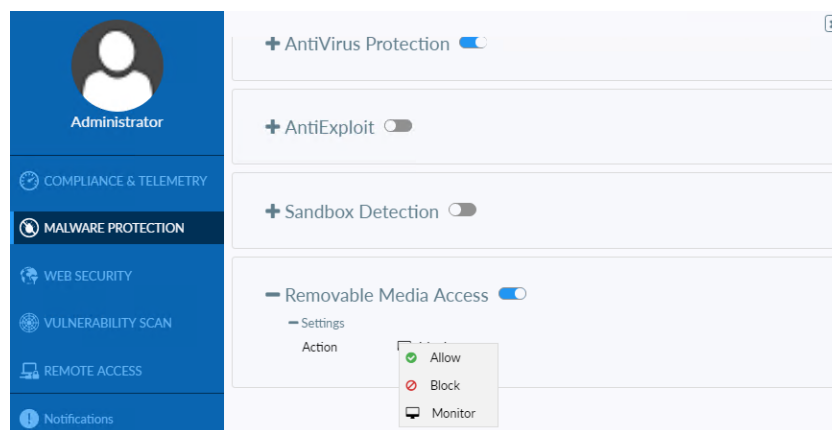 Administrator
COMPLIANCE & TELEMETRY
MALWARE PROTECTION
WEB SECURITY
VULNERABILITY SCAN
REMOTE ACCESS
Notifications
AntiVirus Protection
AntiExploit
Sandbox Detection
Removable Media Access
Settings
Action
Allow
Block
Monitor